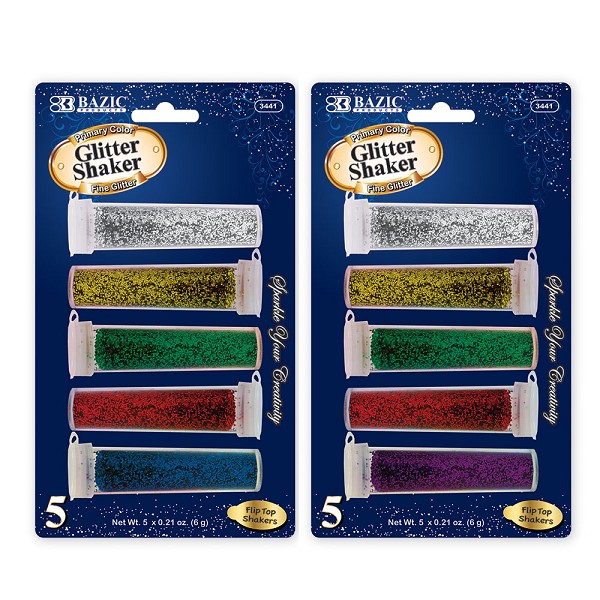 BAZIC
PRODUCTS
3441
Primary Color
Glitter
Shaker
Fine Glitter
Sparkle Your Creativity
5
Net Wt. 5 x 0.21 oz. (6 g)
Flip Top
Shakers
BAZIC
PRODUCTS
3441
Primary Color
Glitter
Shaker
Fine Glitter
Sparkle Your Creativity
5
Net Wt. 5 x 0.21 oz. (6 g)
Flip Top
Shakers